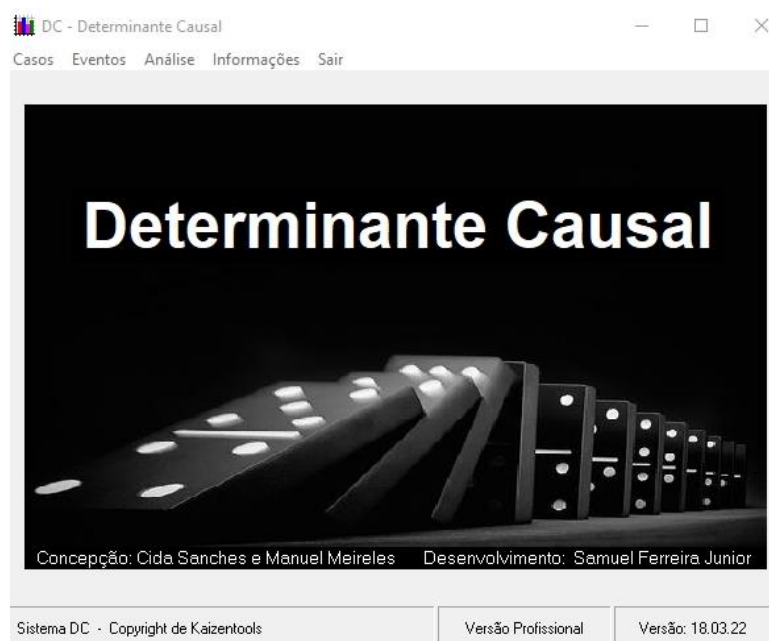 DC - Determinante Causal
Casos Eventos Análise Informações Sair
Determinante Causal
Concepção: Cida Sanches e Manuel Meireles Desenvolvimento: Samuel Ferreira Junior
Sistema DC - Copyright de Kaizentools Versão Profissional Versão: 18.03.22